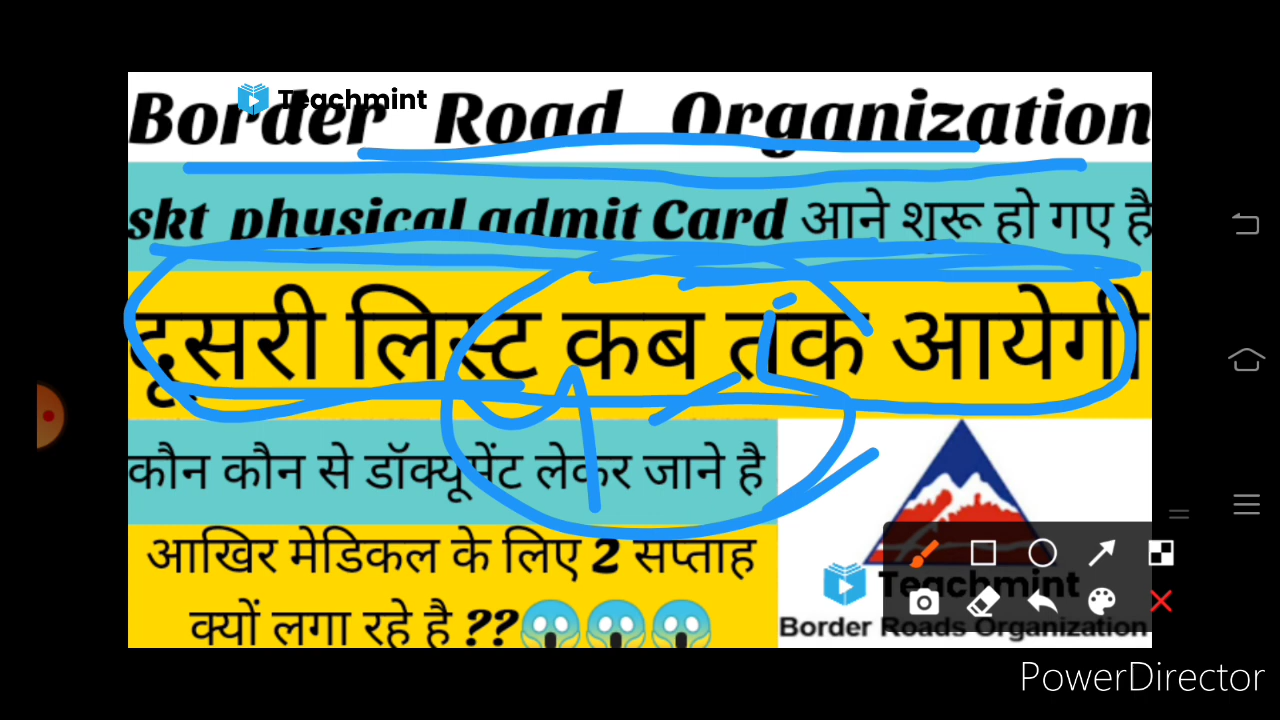 Teachmint
Border Road Organization
skt physical admit Card आने शुरू हो गए है
दूसरी लिस्ट कब तक आयेगी
कौन कौन से डॉक्यूमेंट लेकर जाने है
आखिर मेडिकल के लिए 2 सप्ताह
क्यों लगा रहे है ??😱😱😱
Teachmint
Border Roads Organization
PowerDirector